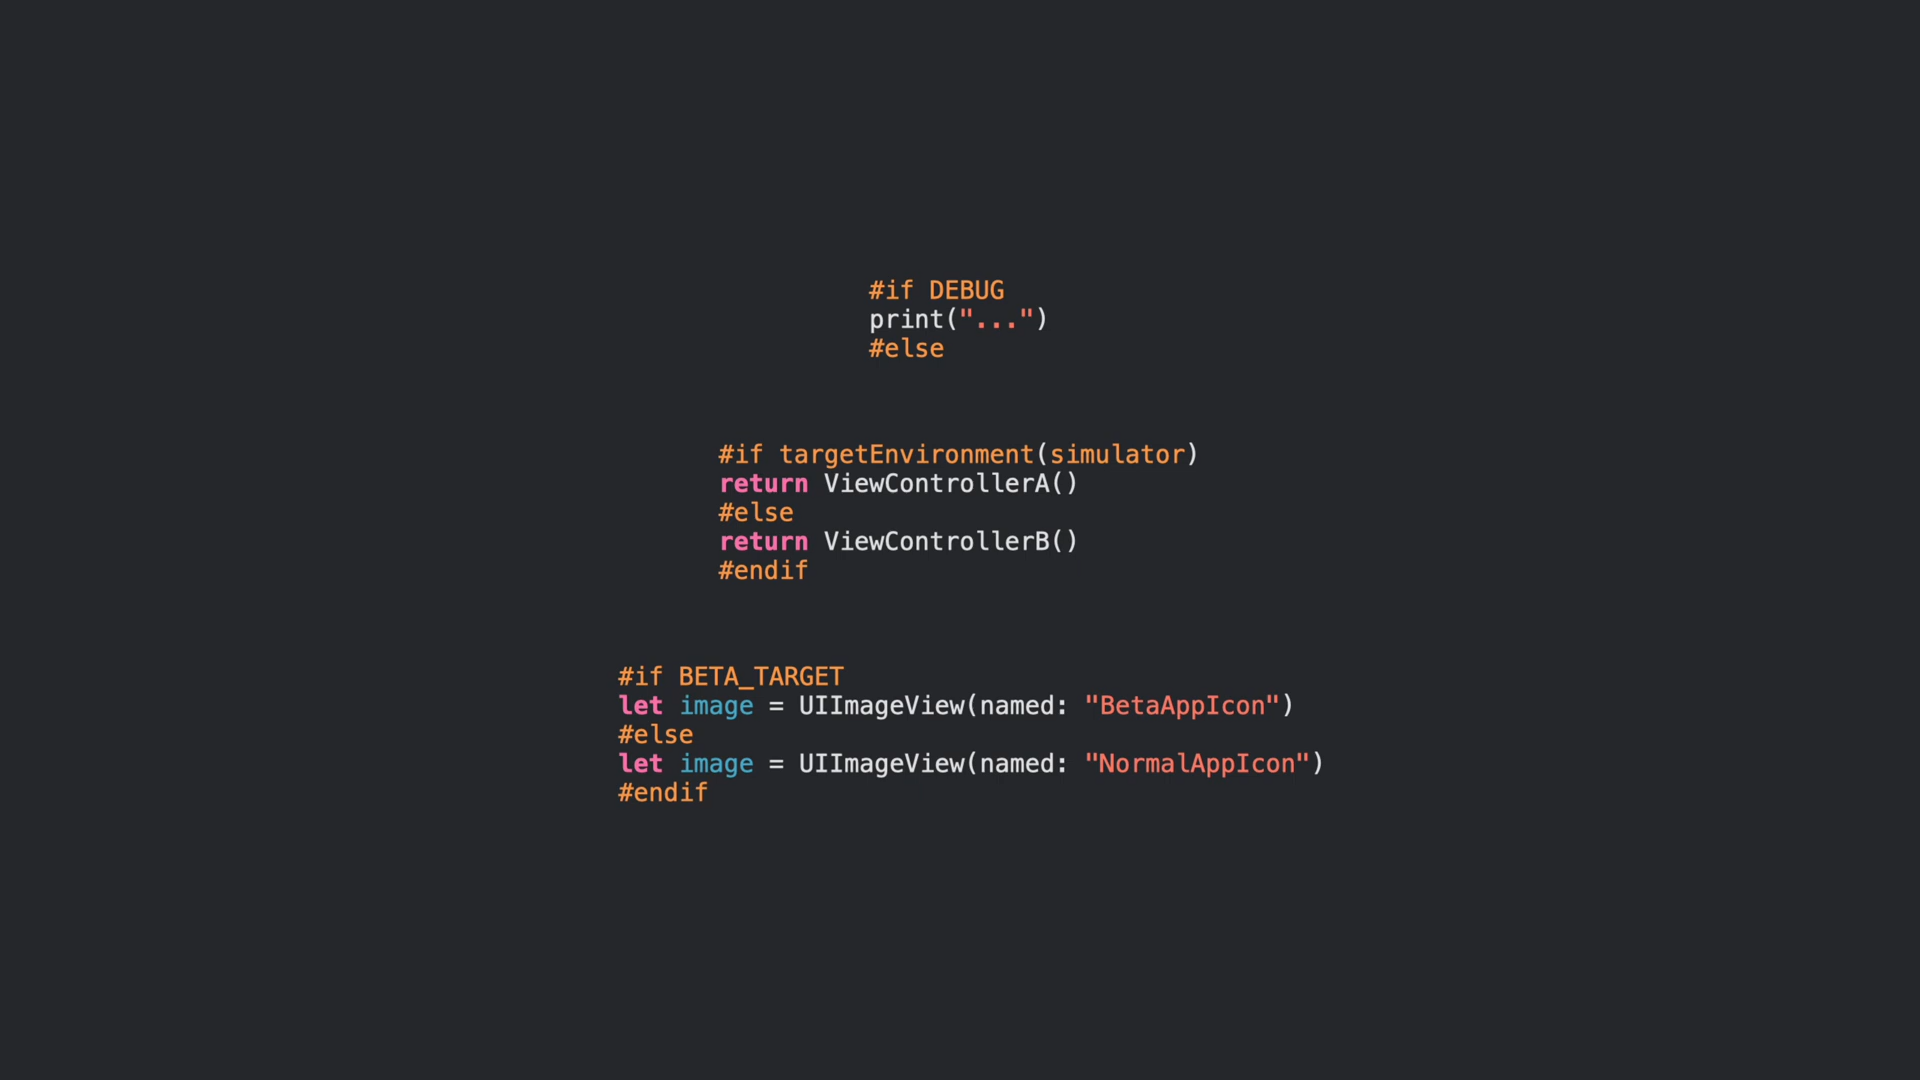 #if DEBUG
print("...")
#else
#if targetEnvironment(simulator)
return ViewControllerA()
#else
return ViewControllerB()
#endif
#if BETA_TARGET
let image = UIImageView(named: "BetaAppIcon")
#else
let image = UIImageView(named: "NormalAppIcon")
#endif